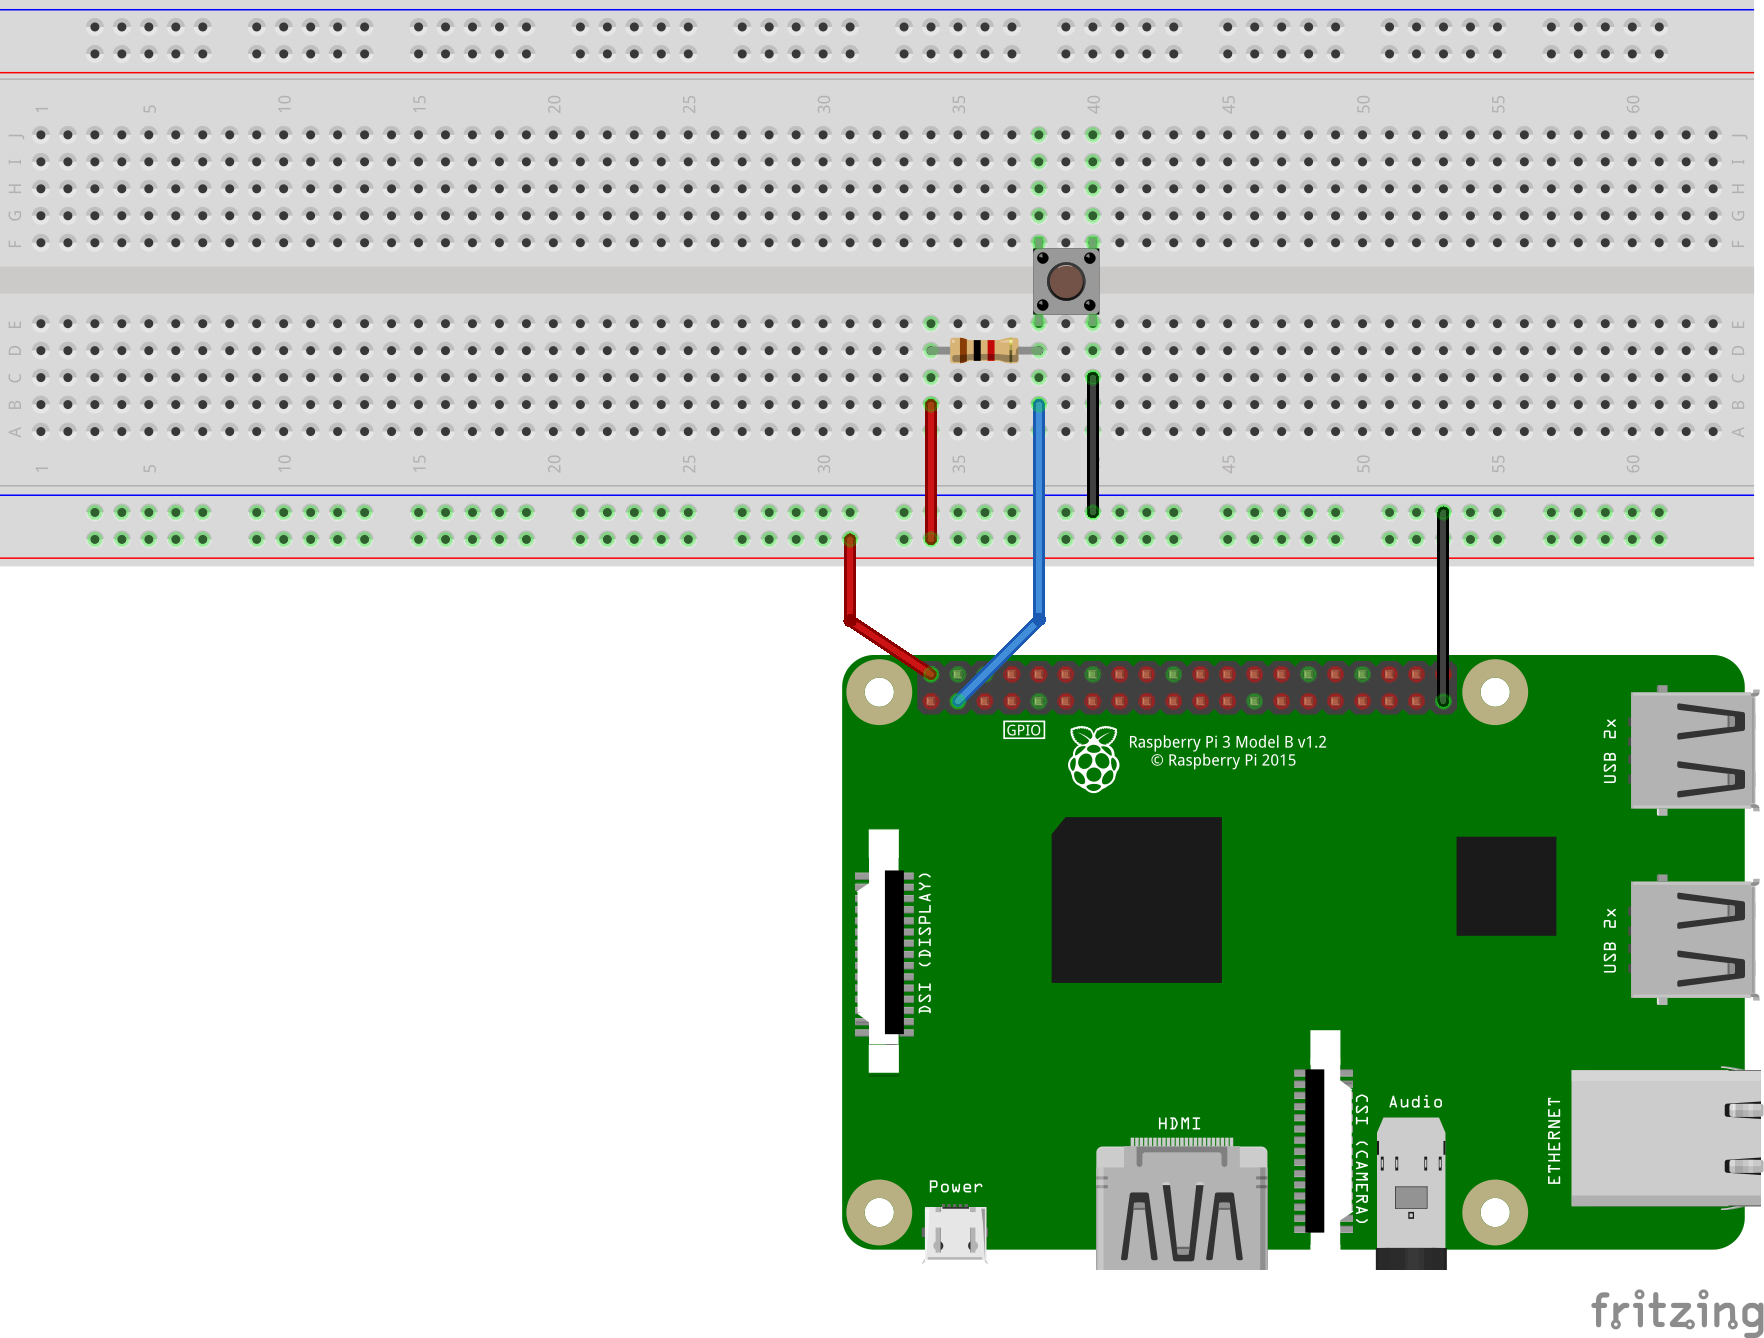 1 5 10 15 20 25 30 35 40 45 50 55 60
J J
I I
H H
G G
F F
E E
D D
C C
B B
A A
1 5 10 15 20 25 30 35 45 50 55 60
GPIO
Raspberry Pi 3 Model B v1.2
© Raspberry Pi 2015
USB 2x
DSI (DISPLAY)
USB 2x
HDMI
CSI (CAMERA)
Audio
ETHERNET
Power
fritzing